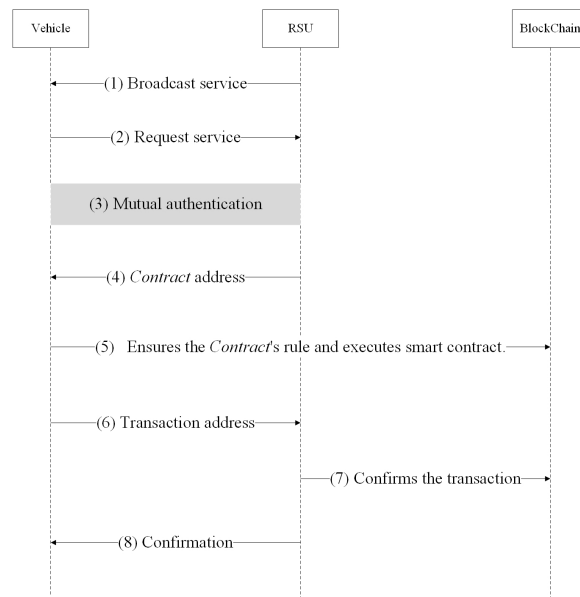 Vehicle
RSU
BlockChain
(1) Broadcast service
(2) Request service
(3) Mutual authentication
(4) Contract address
(5) Ensures the Contract's rule and executes smart contract.
(6) Transaction address
(7) Confirms the transaction
(8) Confirmation